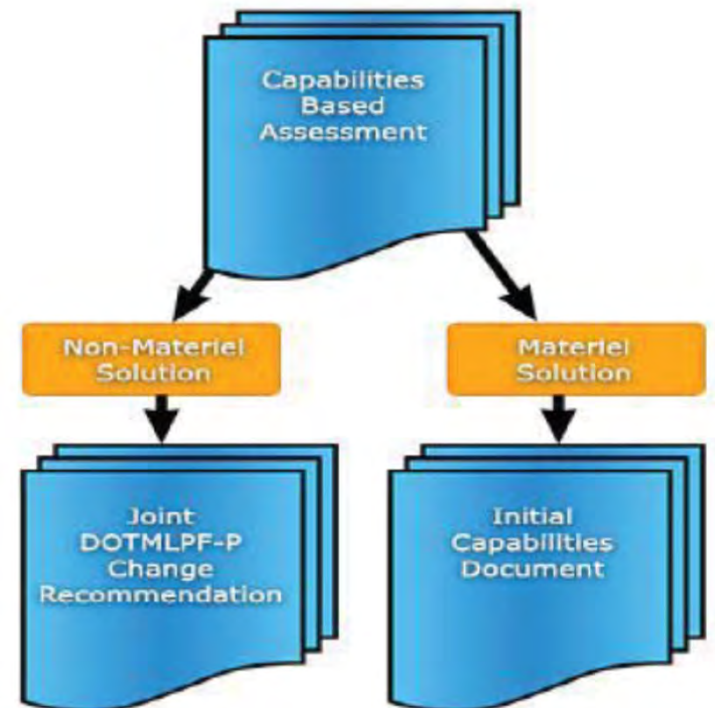 Capabilities
Based
Assessment
Non-Materiel
Solution
Materiel
Solution
Joint
DOTMLPF-P
Change
Recommendation
Initial
Capabilities
Document